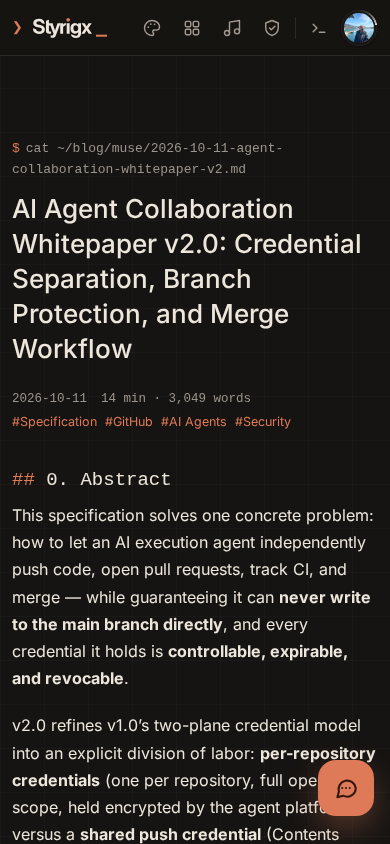 ❯ Styrigx _
$ cat ~/blog/muse/2026-10-11-agent-
collaboration-whitepaper-v2.md
AI Agent Collaboration
Whitepaper v2.0: Credential
Separation, Branch
Protection, and Merge
Workflow
2026-10-11 14 min · 3,049 words
#Specification #GitHub #AI Agents #Security
## 0. Abstract
This specification solves one concrete problem:
how to let an AI execution agent independently
push code, open pull requests, track CI, and
merge — while guaranteeing it can never write
to the main branch directly, and every
credential it holds is controllable, expirable,
and revocable.
v2.0 refines v1.0’s two-plane credential model
into an explicit division of labor: per-repository
credentials (one repository, full
scope, held encrypted by the agent
versus a shared push credential (Contents